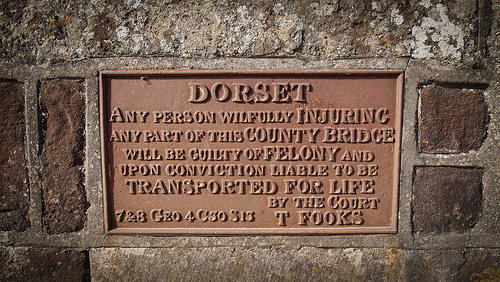 DORSET
ANY PERSON WILFULLY INJURING
ANY PART OF THIS COUNTY BRIDGE
WILL BE GUILTY OF FELONY AND
UPON CONVICTION LIABLE TO BE
TRANSPORTED FOR LIFE
BY THE COURT
7&8 GEO 4 C30 S13 T FOOKS